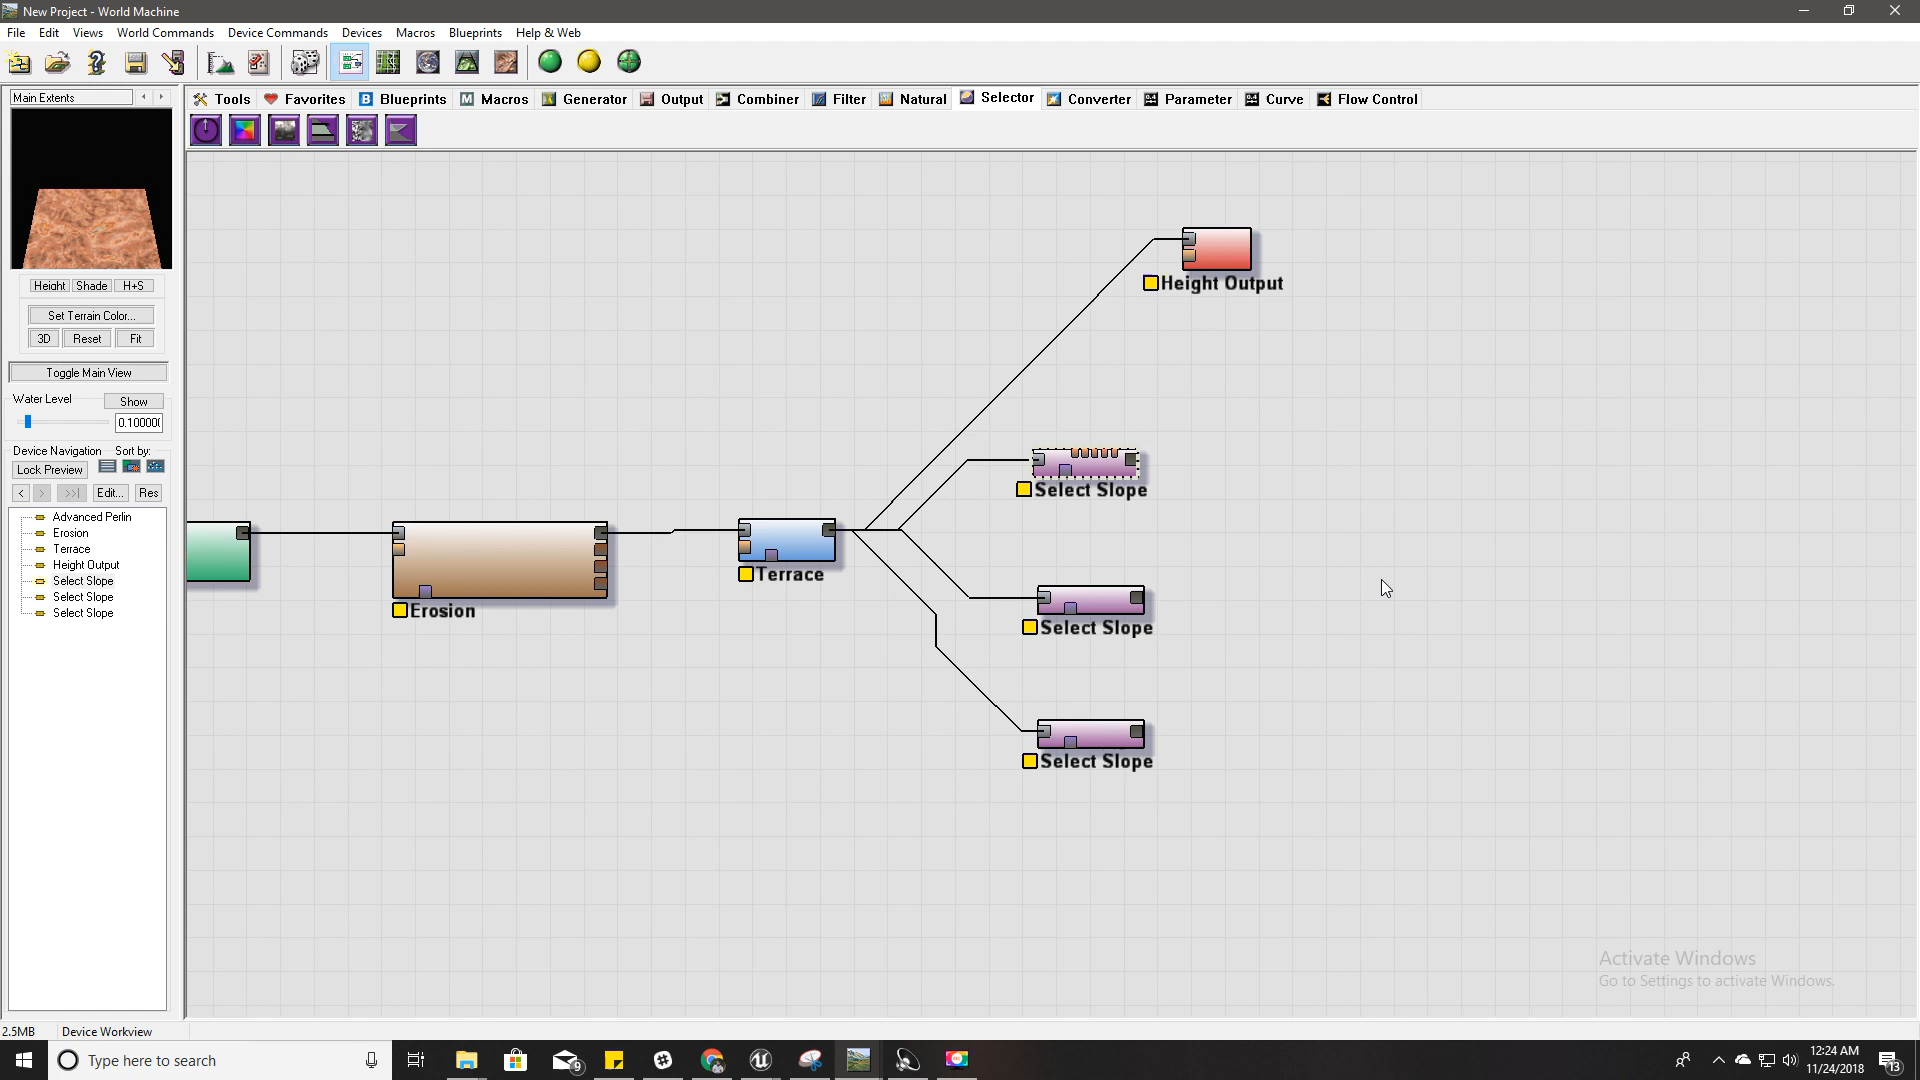 New Project - World Machine
File Edit Views World Commands Device Commands Devices Macros Blueprints Help & Web
Main Extents
Tools Favorites Blueprints Macros Generator Output Combiner Filter Natural Selector Converter Parameter Curve Flow Control
Height Shade H+S
Set Terrain Color...
3D Reset Fit
Toggle Main View
Water Level Show
0.10000
Device Navigation Sort by:
Lock Preview
< > >>| Edit... Res
Advanced Perlin
Erosion
Terrace
Height Output
Select Slope
Select Slope
Select Slope
Height Output
Select Slope
Terrace
Erosion
Select Slope
Select Slope
Activate Windows
Go to Settings to activate Windows.
2.5MB Device Workview
Type here to search
9
12:24 AM
11/24/2018
13